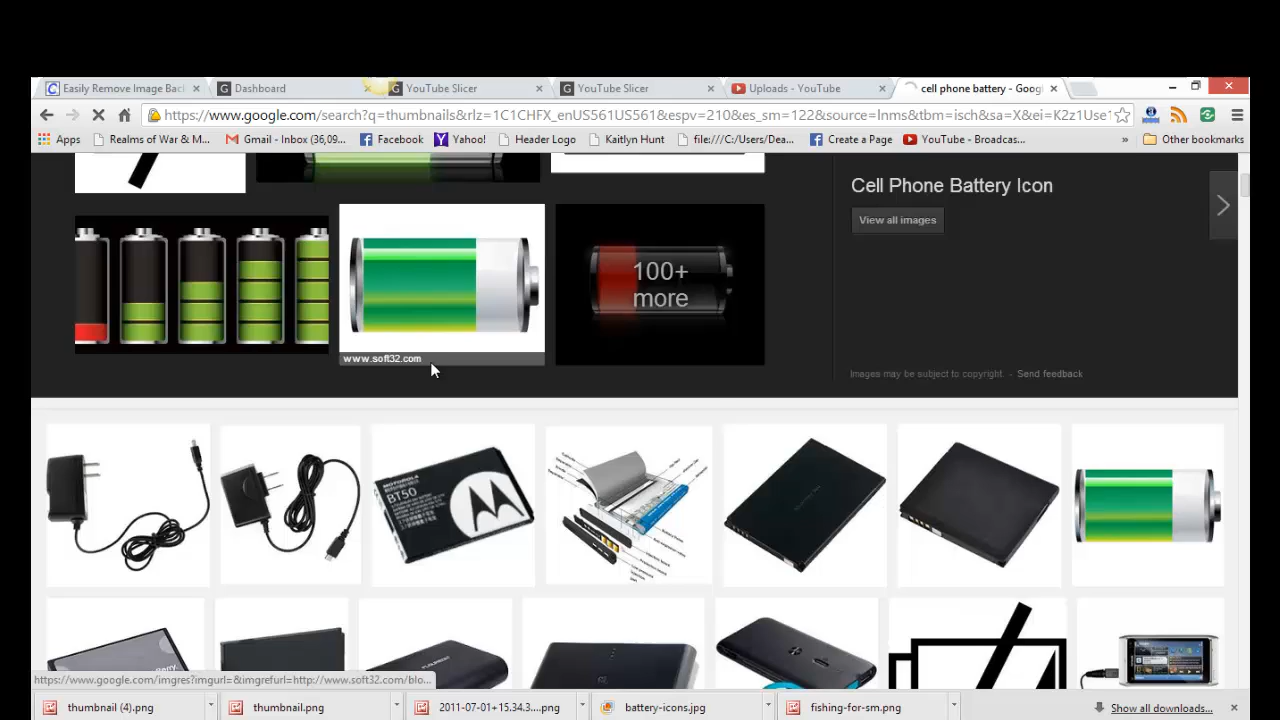 Easily Remove Image Bac
Dashboard
YouTube Slicer
YouTube Slicer
Uploads - YouTube
cell phone battery - Googl
https://www.google.com/search?q=thumbnail&rlz=1C1CHFX_enUS561US561&espv=210&es_sm=122&source=lnms&tbm=isch&sa=X&ei=K2z1Use1
Apps
Realms of War & M...
Gmail - Inbox (36,09...
Facebook
Yahoo!
Header Logo
Kaitlyn Hunt
file:///C:/Users/Dea...
Create a Page
YouTube - Broadcas...
»
Other bookmarks
Cell Phone Battery Icon
View all images
100+
more
www.soft32.com
Images may be subject to copyright. - Send feedback
MOTOROLA
BT50
https://www.google.com/imgres?imgurl=&imgrefurl=http://www.soft32.com/blo...
thumbnail (4).png
thumbnail.png
2011-07-01+15.34.3....png
battery-icons.jpg
fishing-for-sm.png
Show all downloads...